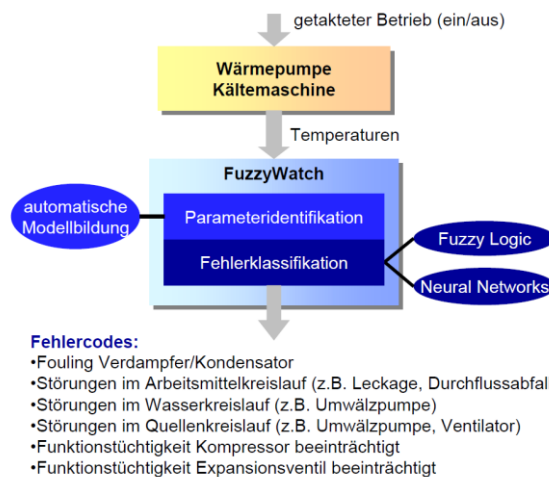 getakteter Betrieb (ein/aus)
Wärmepumpe
Kältemaschine
Temperaturen
FuzzyWatch
automatische
Modellbildung
Parameteridentifikation
Fehlerklassifikation
Fuzzy Logic
Neural Networks
Fehlercodes:
•Fouling Verdampfer/Kondensator
•Störungen im Arbeitsmittelkreislauf (z.B. Leckage, Durchflussabfall
•Störungen im Wasserkreislauf (z.B. Umwälzpumpe)
•Störungen im Quellenkreislauf (z.B. Umwälzpumpe, Ventilator)
•Funktionstüchtigkeit Kompressor beeinträchtigt
•Funktionstüchtigkeit Expansionsventil beeinträchtigt